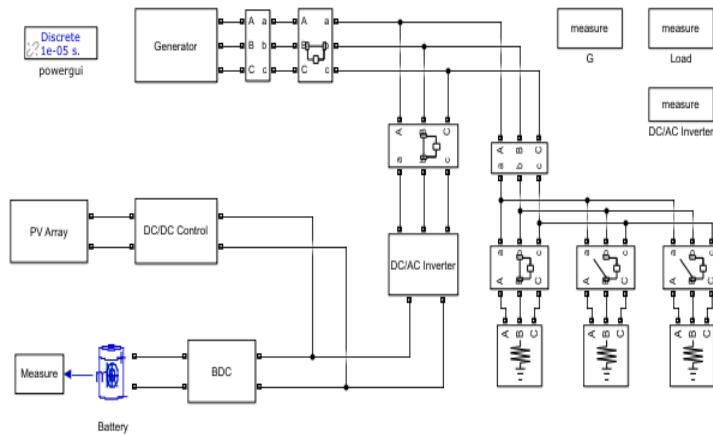 Discrete
1e-05 s.
powergui
Generator
A a
B b
C c
A a
B b
C c
measure
G
measure
Load
measure
DC/AC Inverter
A B C
a b c
A B C
a b c
PV Array
DC/DC Control
DC/AC Inverter
a b c
A B C
a b c
A B C
a b c
A B C
A B C
A B C
A B C
Measure
m
Battery
BDC